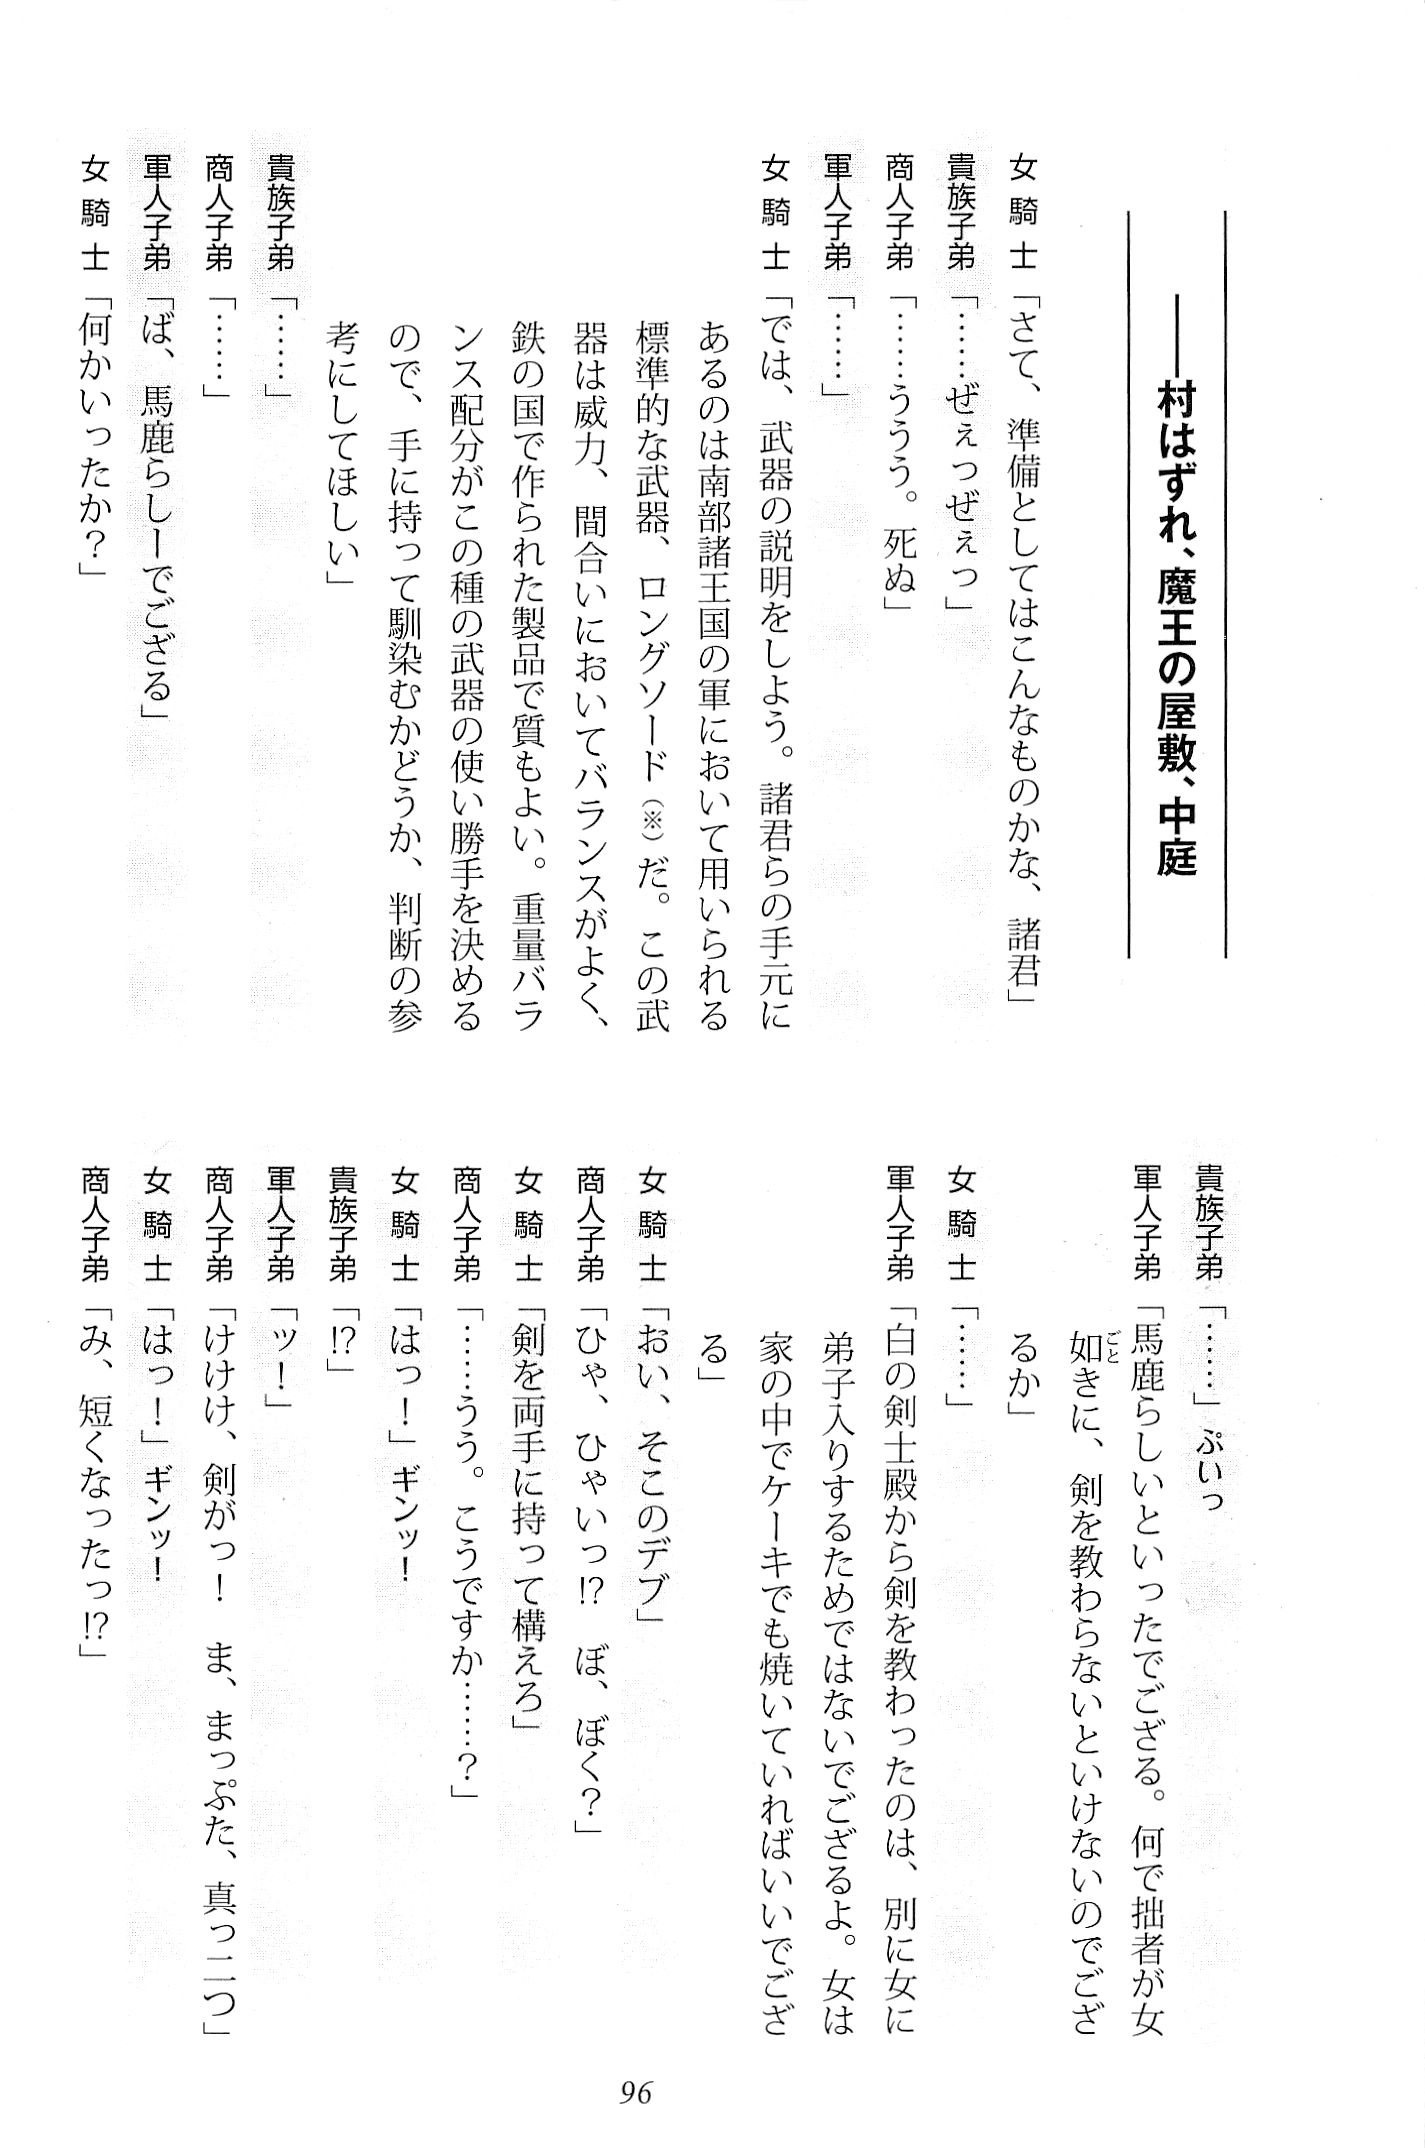 ――村はずれ、魔王の屋敷、中庭
女騎士「さて、準備としてはこんなものかな、諸君」
貴族子弟「……ぜぇっぜぇっ」
商人子弟「……ううう。死ぬ」
軍人子弟「……」
女騎士「では、武器の説明をしよう。諸君らの手元に
あるのは南部諸王国の軍において用いられる
標準的な武器、ロングソード（※）だ。この武
器は威力、間合いにおいてバランスがよく、
鉄の国で作られた製品で質もよい。重量バラ
ンス配分がこの種の武器の使い勝手を決める
ので、手に持って馴染むかどうか、判断の参
考にしてほしい」
貴族子弟「……」
商人子弟「……」
軍人子弟「ば、馬鹿らしーでござる」
女騎士「何かいったか？」
貴族子弟「……」ぷいっ
軍人子弟「馬鹿らしいといったでござる。何で拙者が女
如きに、剣を教わらないといけないのでござ
ごと
るか」
女騎士「……」
軍人子弟「白の剣士殿から剣を教わったのは、別に女に
弟子入りするためではないでござるよ。女は
家の中でケーキでも焼いていればいいでござ
る」
女騎士「おい、そこのデブ」
商人子弟「ひゃ、ひゃいっ!?　ぼ、ぼく？」
女騎士「剣を両手に持って構えろ」
商人子弟「……うう。こうですか……？」
女騎士「はっ！」ギンッ！
貴族子弟「!?」
軍人子弟「ッ！」
商人子弟「けけけ、剣がっ！　ま、まっぷた、真っ二つ」
女騎士「はっ！」ギンッ！
商人子弟「み、短くなったっ!?」
96